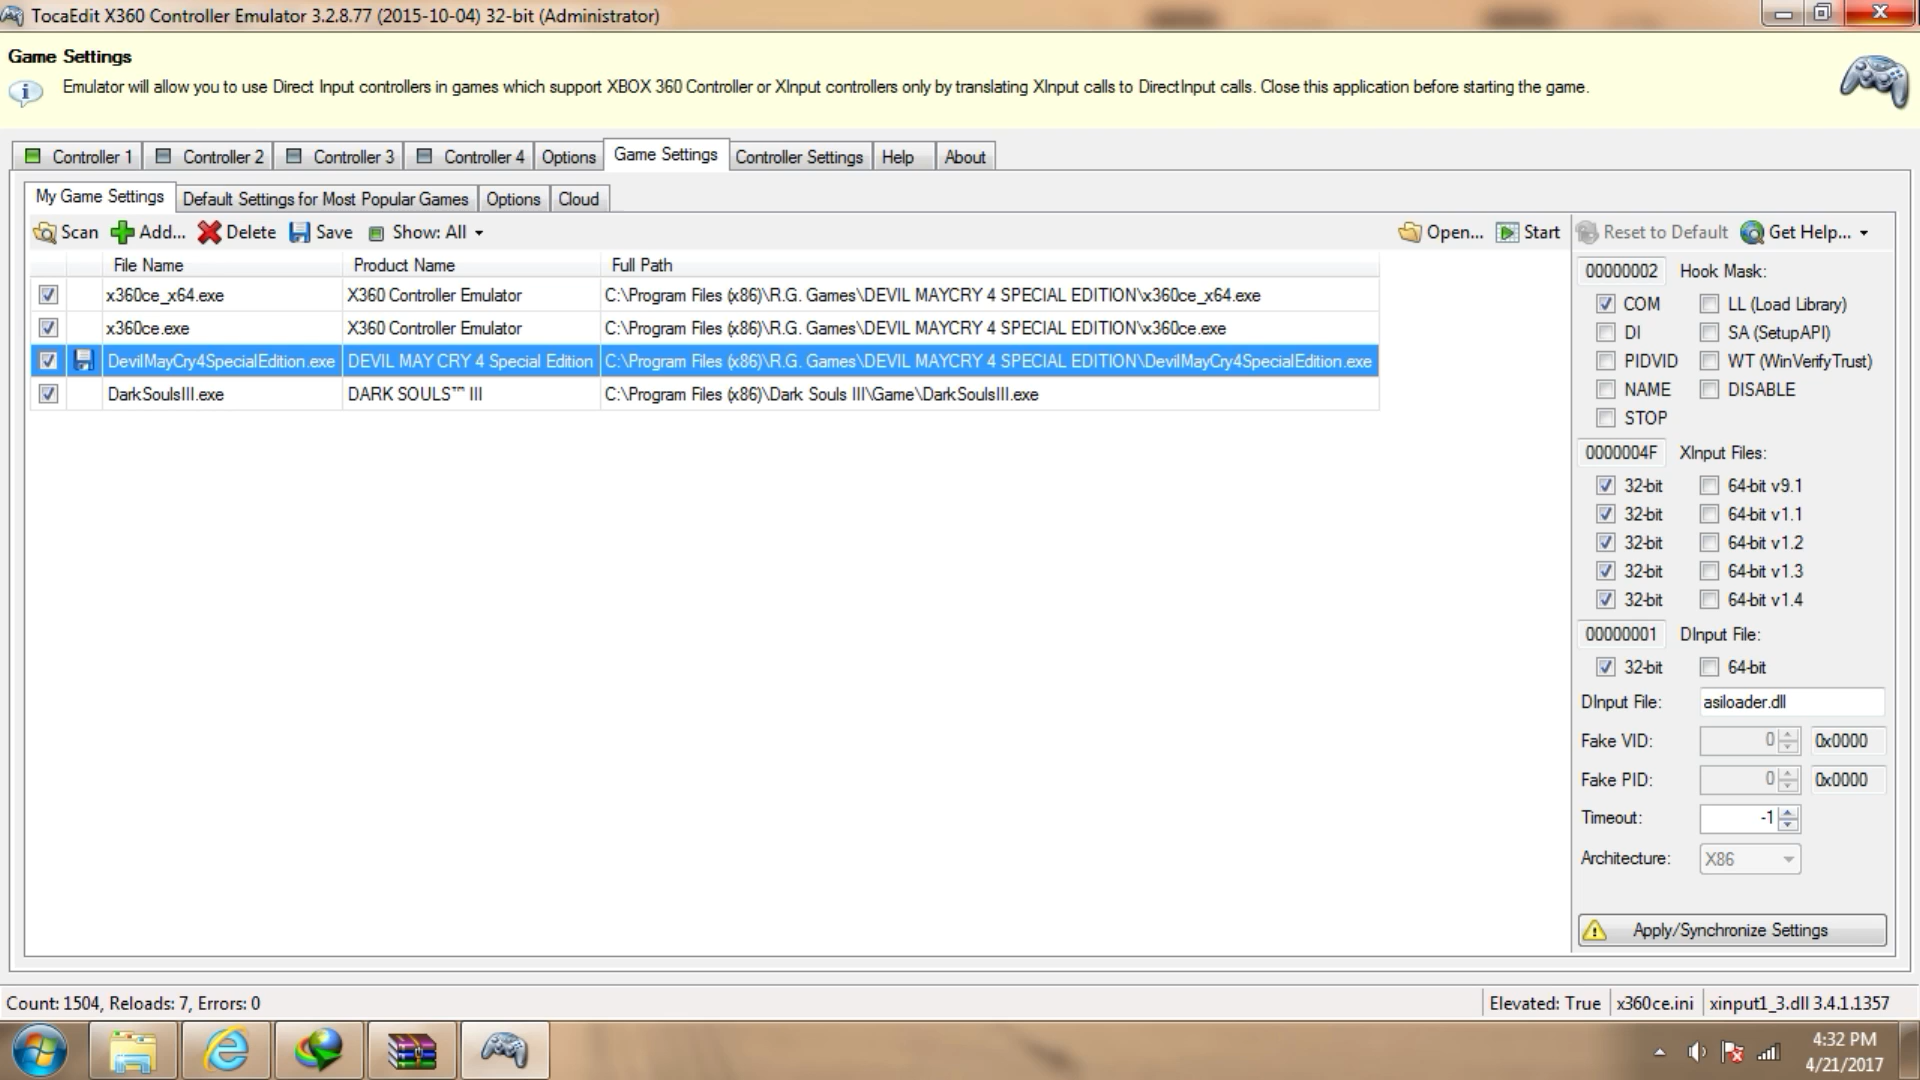 TocaEdit X360 Controller Emulator 3.2.8.77 (2015-10-04) 32-bit (Administrator)
Game Settings
Emulator will allow you to use Direct Input controllers in games which support XBOX 360 Controller or XInput controllers only by translating XInput calls to DirectInput calls. Close this application before starting the game.
Controller 1 Controller 2 Controller 3 Controller 4 Options Game Settings Controller Settings Help About
My Game Settings Default Settings for Most Popular Games Options Cloud
Scan Add... Delete Save Show: All Open... Start Reset to Default Get Help...
File Name Product Name Full Path
x360ce_x64.exe X360 Controller Emulator C:\Program Files (x86)\R.G. Games\DEVIL MAYCRY 4 SPECIAL EDITION\x360ce_x64.exe
x360ce.exe X360 Controller Emulator C:\Program Files (x86)\R.G. Games\DEVIL MAYCRY 4 SPECIAL EDITION\x360ce.exe
DevilMayCry4SpecialEdition.exe DEVIL MAY CRY 4 Special Edition C:\Program Files (x86)\R.G. Games\DEVIL MAYCRY 4 SPECIAL EDITION\DevilMayCry4SpecialEdition.exe
DarkSoulsIII.exe DARK SOULS™ III C:\Program Files (x86)\Dark Souls III\Game\DarkSoulsIII.exe
00000002 Hook Mask:
COM LL (Load Library)
DI SA (SetupAPI)
PIDVID WT (WinVerifyTrust)
NAME DISABLE
STOP
0000004F XInput Files:
32-bit 64-bit v9.1
32-bit 64-bit v1.1
32-bit 64-bit v1.2
32-bit 64-bit v1.3
32-bit 64-bit v1.4
00000001 DInput File:
32-bit 64-bit
DInput File: asiloader.dll
Fake VID: 0 0x0000
Fake PID: 0 0x0000
Timeout: -1
Architecture: X86
Apply/Synchronize Settings
Count: 1504, Reloads: 7, Errors: 0 Elevated: True x360ce.ini xinput1_3.dll 3.4.1.1357
4:32 PM
4/21/2017